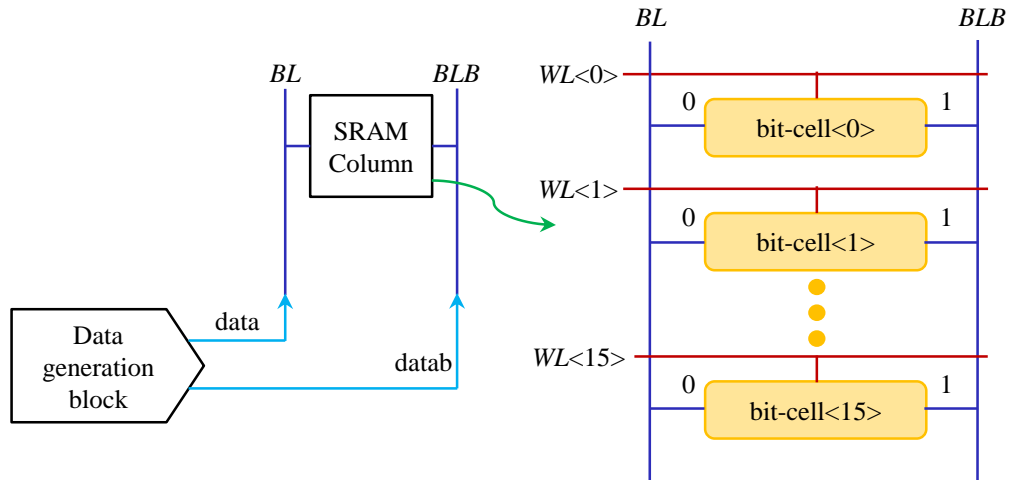 BL
BLB
SRAM
Column
data
datab
Data
generation
block
BL
BLB
WL<0>
0
1
bit-cell<0>
WL<1>
0
1
bit-cell<1>
WL<15>
0
1
bit-cell<15>